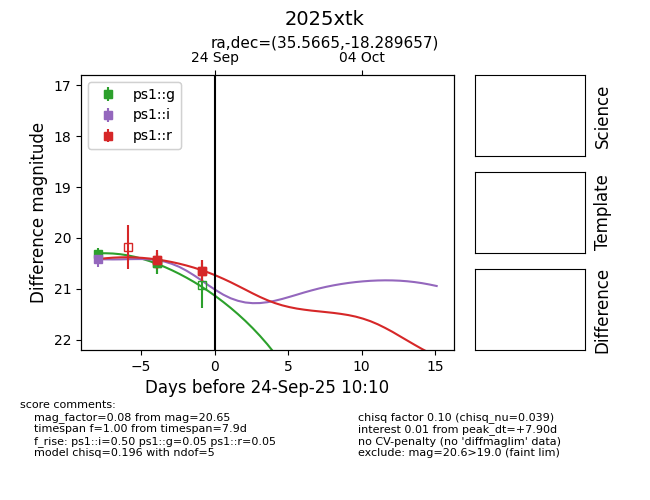 2025xtk
ra,dec=(35.5665,-18.289657)
24 Sep
04 Oct
17
18
19
20
21
22
Difference magnitude
ps1::g
ps1::i
ps1::r
−5
0
5
10
15
Days before 24-Sep-25 10:10
Science
Template
Difference
score comments:
mag_factor=0.08 from mag=20.65
timespan f=1.00 from timespan=7.9d
f_rise: ps1::i=0.50 ps1::g=0.05 ps1::r=0.05
model chisq=0.196 with ndof=5
chisq factor 0.10 (chisq_nu=0.039)
interest 0.01 from peak_dt=+7.90d
no CV-penalty (no 'diffmaglim' data)
exclude: mag=20.6>19.0 (faint lim)